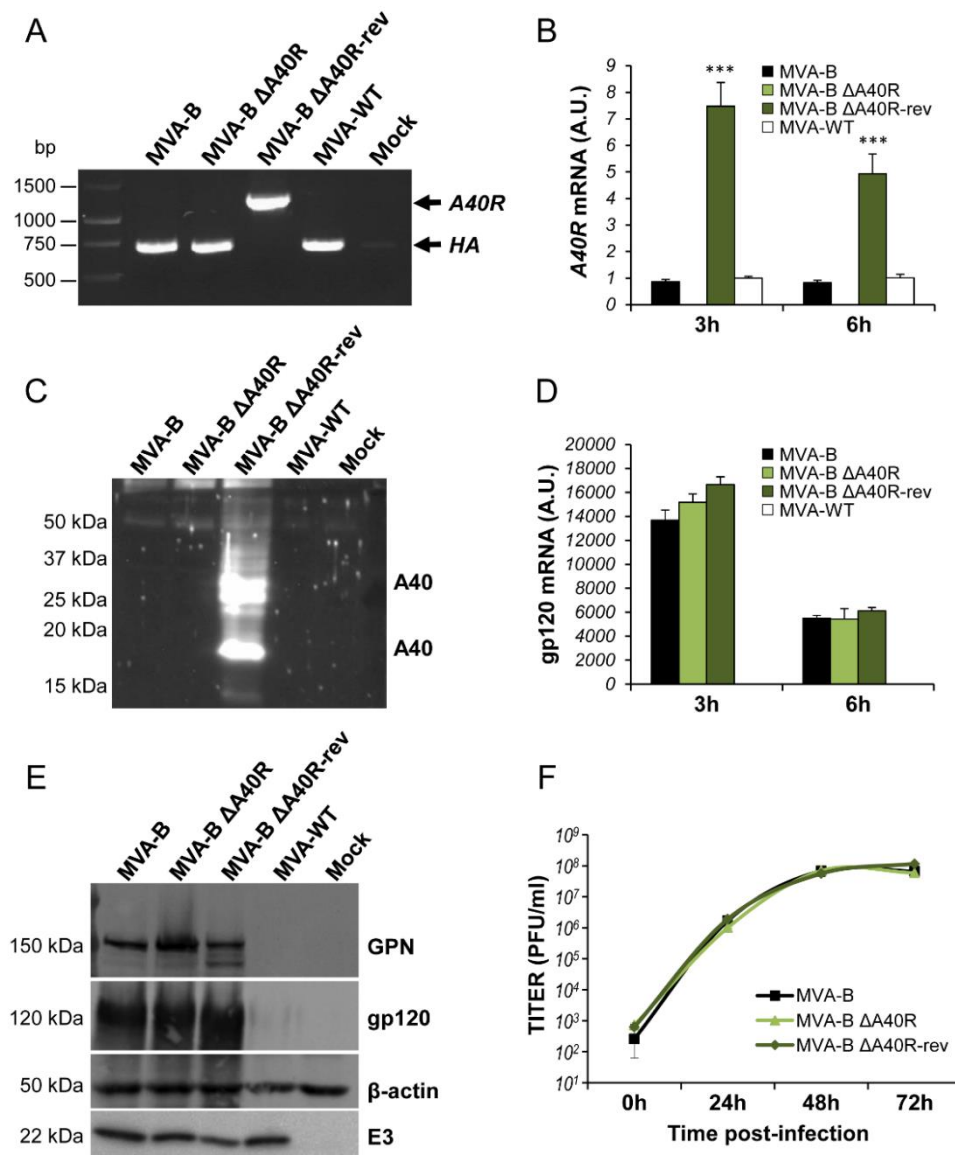 A
MVA-B
MVA-B ΔA40R
MVA-B ΔA40R-rev
MVA-WT
Mock
bp
1500
1000
750
500
A40R
HA
B
MVA-B
MVA-B ΔA40R
MVA-B ΔA40R-rev
MVA-WT
A40R mRNA (A.U.)
9
8
7
6
5
4
3
2
1
0
***
***
3h
6h
C
MVA-B
MVA-B ΔA40R
MVA-B ΔA40R-rev
MVA-WT
Mock
50 kDa
37 kDa
25 kDa
20 kDa
15 kDa
A40
A40
D
MVA-B
MVA-B ΔA40R
MVA-B ΔA40R-rev
MVA-WT
gp120 mRNA (A.U.)
20000
18000
16000
14000
12000
10000
8000
6000
4000
2000
0
3h
6h
E
MVA-B
MVA-B ΔA40R
MVA-B ΔA40R-rev
MVA-WT
Mock
150 kDa
GPN
120 kDa
gp120
50 kDa
β-actin
22 kDa
E3
F
TITER (PFU/ml)
10⁹
10⁸
10⁷
10⁶
10⁵
10⁴
10³
10²
10¹
MVA-B
MVA-B ΔA40R
MVA-B ΔA40R-rev
0h
24h
48h
72h
Time post-infection